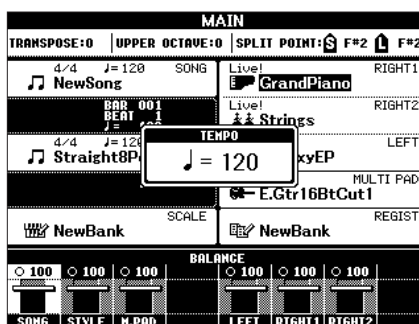 MAIN
TRANSPOSE:0 UPPER OCTAVE:0 SPLIT POINT: S F#2 L F#2
4/4 ♩=120 SONG
NewSong
Live! RIGHT1
GrandPiano
BAR 001
BEAT 1
Live! RIGHT2
Strings
TEMPO
♩ = 120
4/4 ♩=12
Straight8
LEFT
xyEP
MULTI PAD
E.Gtr16BtCut1
SCALE
NewBank
REGIST
NewBank
BALANCE
100 100 100 100 100 100
SONG STYLE M.PAD LEFT RIGHT1 RIGHT2